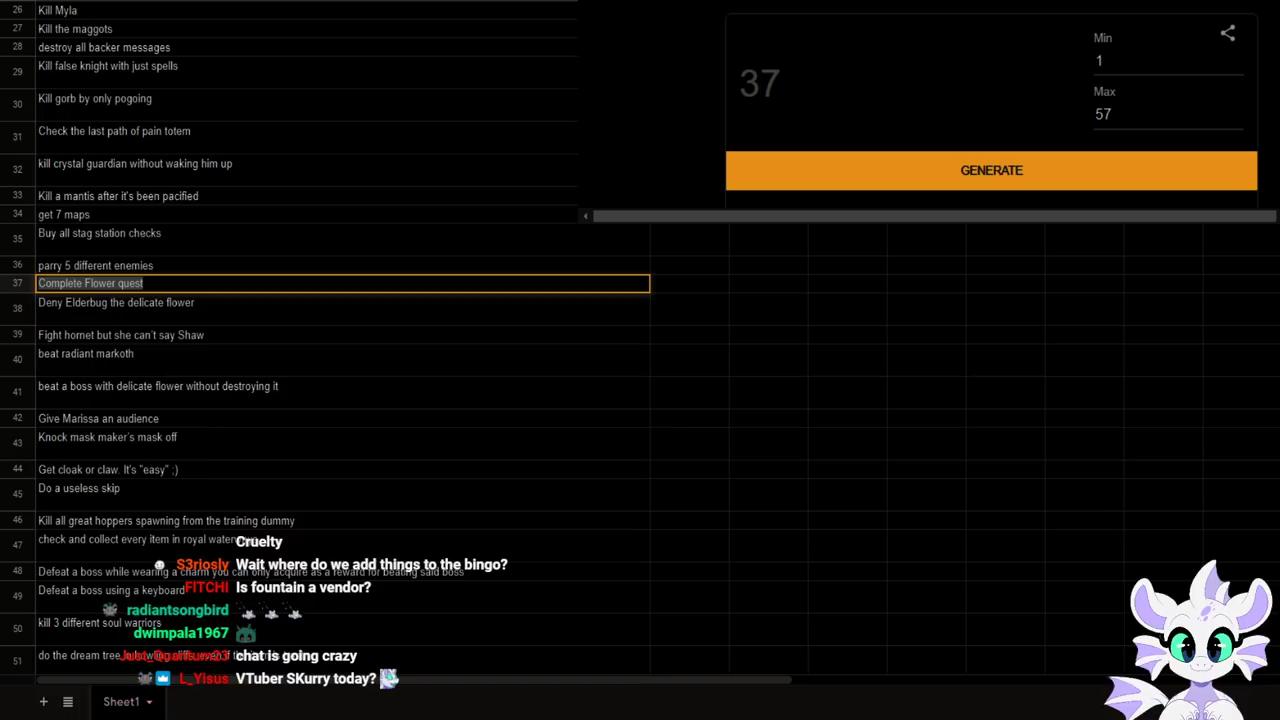 26 Kill Myla
27 Kill the maggots
28 destroy all backer messages
29 Kill false knight with just spells
30 Kill gorb by only pogoing
31 Check the last path of pain totem
32 kill crystal guardian without waking him up
33 Kill a mantis after it's been pacified
34 get 7 maps
35 Buy all stag station checks
36 parry 5 different enemies
37 Complete Flower quest
38 Deny Elderbug the delicate flower
39 Fight hornet but she can't say Shaw
40 beat radiant markoth
41 beat a boss with delicate flower without destroying it
42 Give Marissa an audience
43 Knock mask maker's mask off
44 Get cloak or claw. It's "easy" ;)
45 Do a useless skip
46 Kill all great hoppers spawning from the training dummy
47 check and collect every item in royal
48 Defeat a boss while wearing a charm you can only acquire as a reward for beating said boss
49 Defeat a boss using a keyboard
50 kill 3 different soul warriors
51 do the dream tree
37
Min
1
Max
57
GENERATE
Cruelty
S3riosly Wait where do we add things to the bingo?
FITCHI Is fountain a vendor?
radiantsongbird
dwimpala1967
chat is going crazy
L_Yisus VTuber SKurry today?
Sheet1